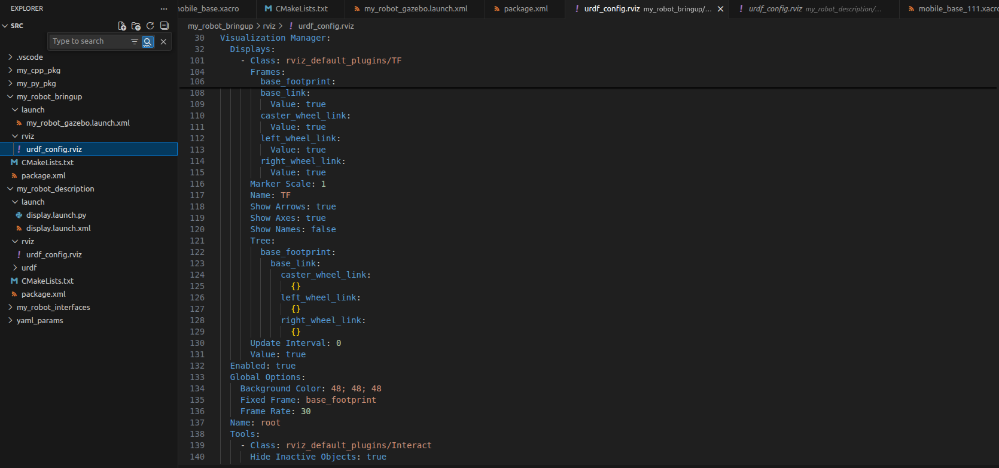 EXPLORER
···
SRC
Type to search
.vscode
my_cpp_pkg
my_py_pkg
my_robot_bringup
launch
my_robot_gazebo.launch.xml
rviz
! urdf_config.rviz
CMakeLists.txt
package.xml
my_robot_description
launch
display.launch.py
display.launch.xml
rviz
! urdf_config.rviz
urdf
CMakeLists.txt
package.xml
my_robot_interfaces
yaml_params
mobile_base.xacro
CMakeLists.txt
my_robot_gazebo.launch.xml
package.xml
! urdf_config.rviz my_robot_bringup/...
! urdf_config.rviz my_robot_description/...
mobile_base_111.xacro
my_robot_bringup > rviz > ! urdf_config.rviz
30 Visualization Manager:
32 Displays:
101 - Class: rviz_default_plugins/TF
104 Frames:
106 base_footprint:
108 base_link:
109 Value: true
110 caster_wheel_link:
111 Value: true
112 left_wheel_link:
113 Value: true
114 right_wheel_link:
115 Value: true
116 Marker Scale: 1
117 Name: TF
118 Show Arrows: true
119 Show Axes: true
120 Show Names: false
121 Tree:
122 base_footprint:
123 base_link:
124 caster_wheel_link:
125 {}
126 left_wheel_link:
127 {}
128 right_wheel_link:
129 {}
130 Update Interval: 0
131 Value: true
132 Enabled: true
133 Global Options:
134 Background Color: 48; 48; 48
135 Fixed Frame: base_footprint
136 Frame Rate: 30
137 Name: root
138 Tools:
139 - Class: rviz_default_plugins/Interact
140 Hide Inactive Objects: true